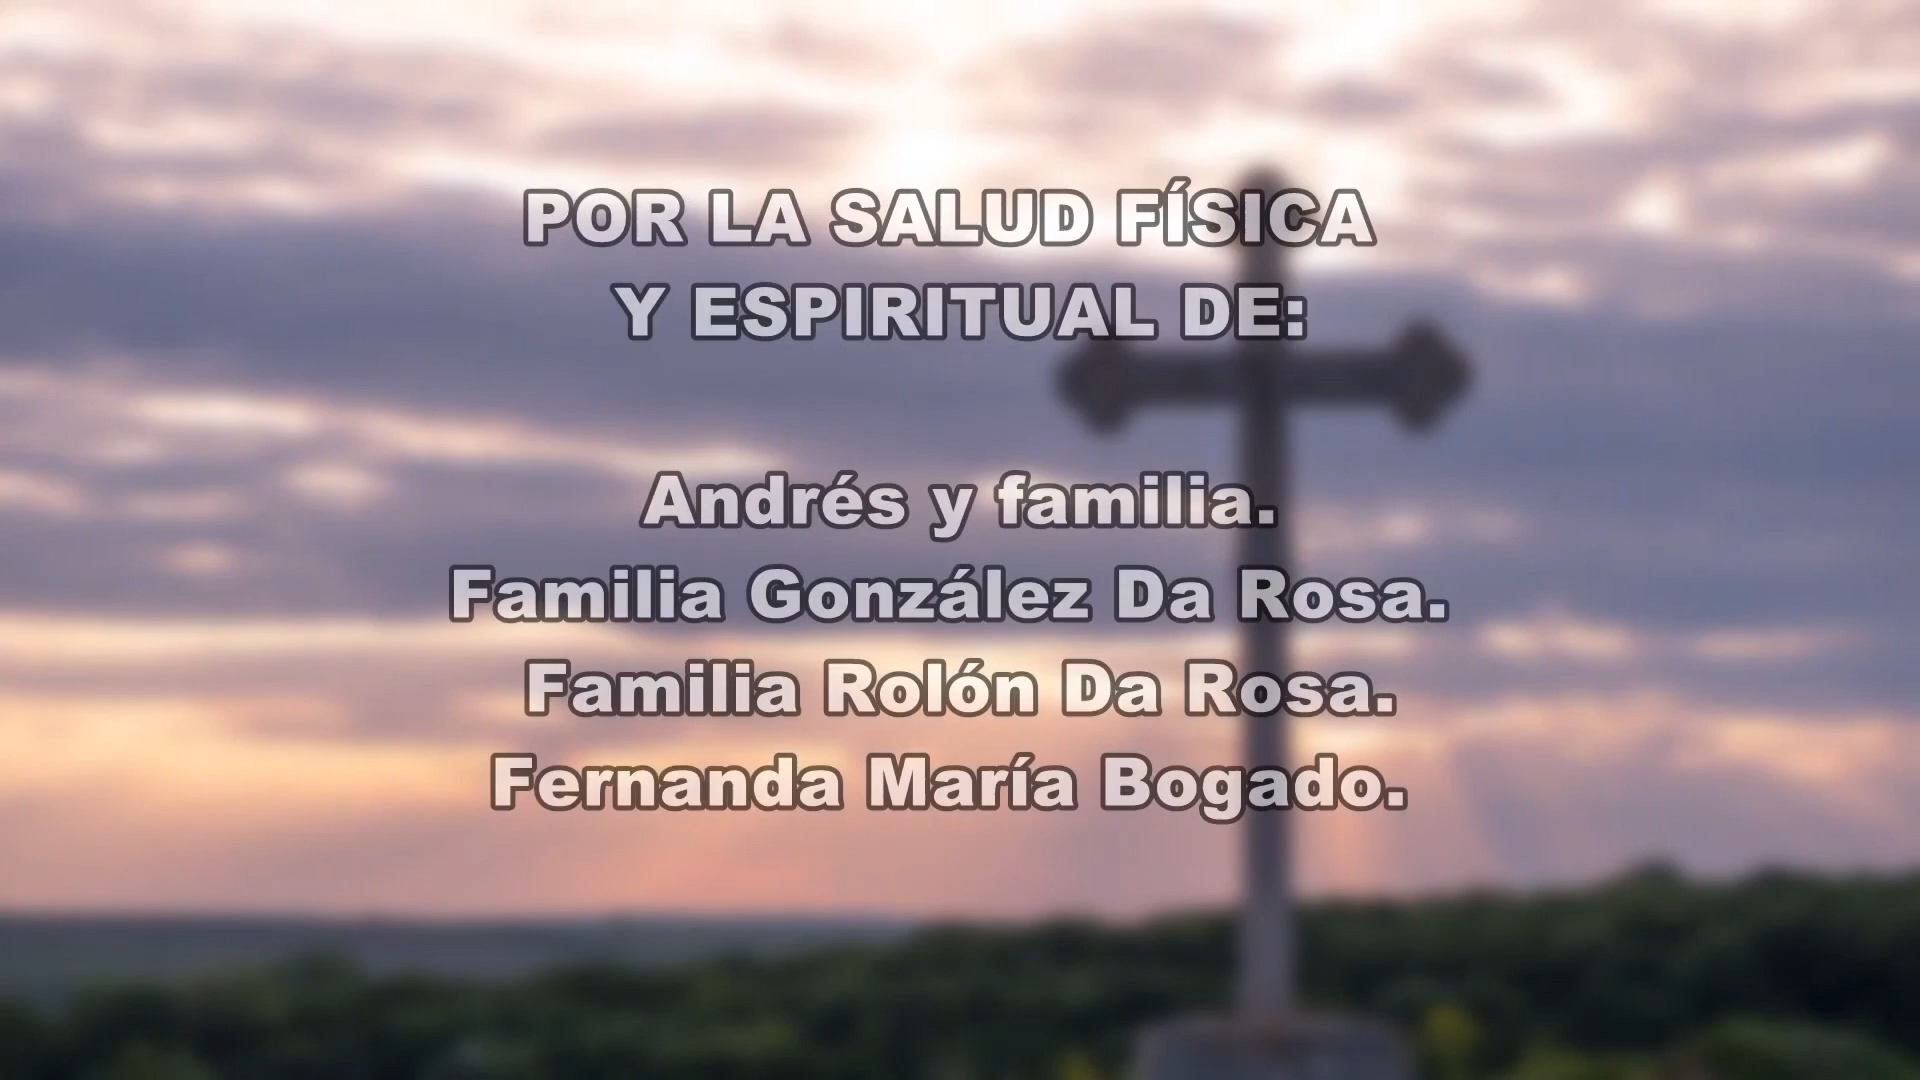 POR LA SALUD FÍSICA
Y ESPIRITUAL DE:
Andrés y familia.
Familia González Da Rosa.
Familia Rolón Da Rosa.
Fernanda María Bogado.